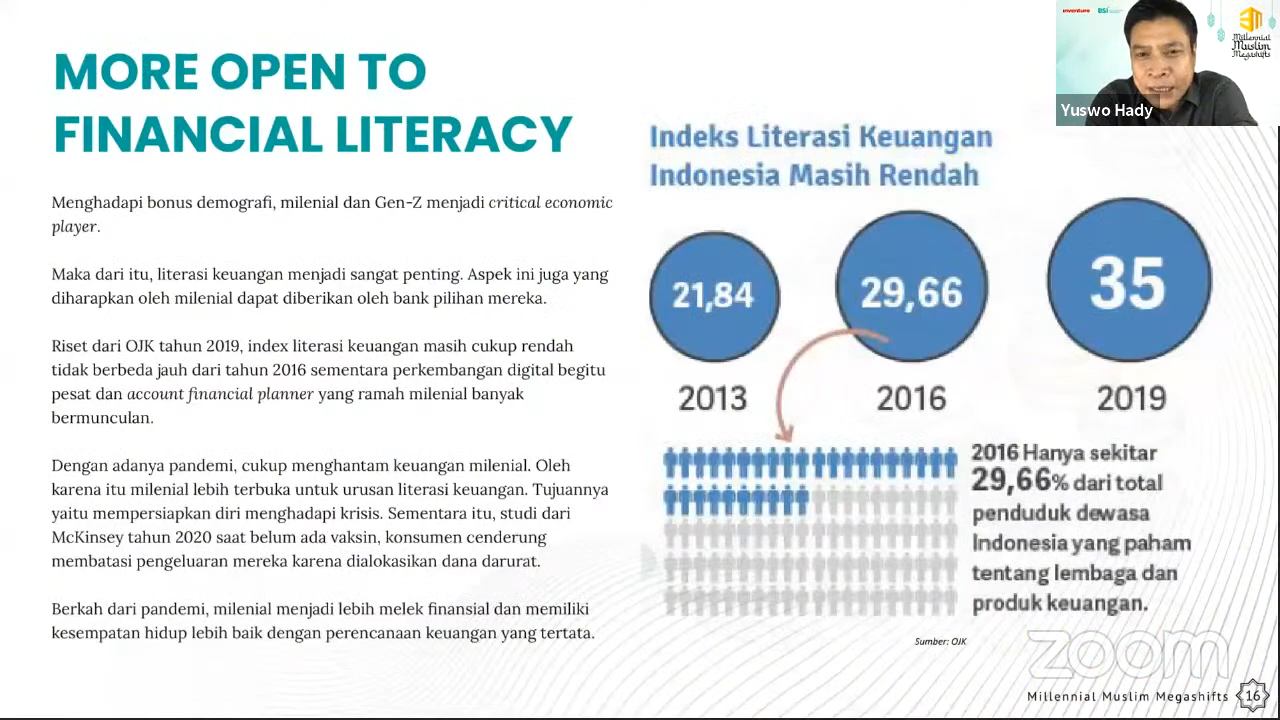 MORE OPEN TO
FINANCIAL LITERACY
Menghadapi bonus demografi, milenial dan Gen-Z menjadi critical economic
player.
Maka dari itu, literasi keuangan menjadi sangat penting. Aspek ini juga yang
diharapkan oleh milenial dapat diberikan oleh bank pilihan mereka.
Riset dari OJK tahun 2019, index literasi keuangan masih cukup rendah
tidak berbeda jauh dari tahun 2016 sementara perkembangan digital begitu
pesat dan account financial planner yang ramah milenial banyak
bermunculan.
Dengan adanya pandemi, cukup menghantam keuangan milenial. Oleh
karena itu milenial lebih terbuka untuk urusan literasi keuangan. Tujuannya
yaitu mempersiapkan diri menghadapi krisis. Sementara itu, studi dari
McKinsey tahun 2020 saat belum ada vaksin, konsumen cenderung
membatasi pengeluaran mereka karena dialokasikan dana darurat.
Berkah dari pandemi, milenial menjadi lebih melek finansial dan memiliki
kesempatan hidup lebih baik dengan perencanaan keuangan yang tertata.
inventure
BSI
Millennial
Muslim
Megashifts
Yuswo Hady
Indeks Literasi Keuangan
Indonesia Masih Rendah
21,84
29,66
35
2013
2016
2019
2016 Hanya sekitar
29,66% dari total
penduduk dewasa
Indonesia yang paham
tentang lembaga dan
produk keuangan.
Sumber: OJK
zoom
Millennial Muslim Megashifts
16